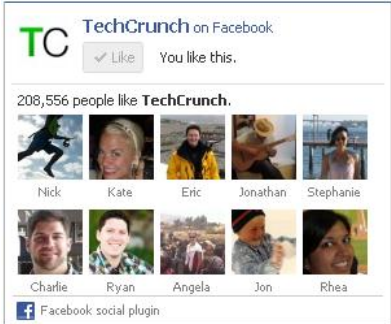 TC
TechCrunch on Facebook
Like
You like this.
208,556 people like TechCrunch.
Nick Kate Eric Jonathan Stephanie
Charlie Ryan Angela Jon Rhea
f Facebook social plugin